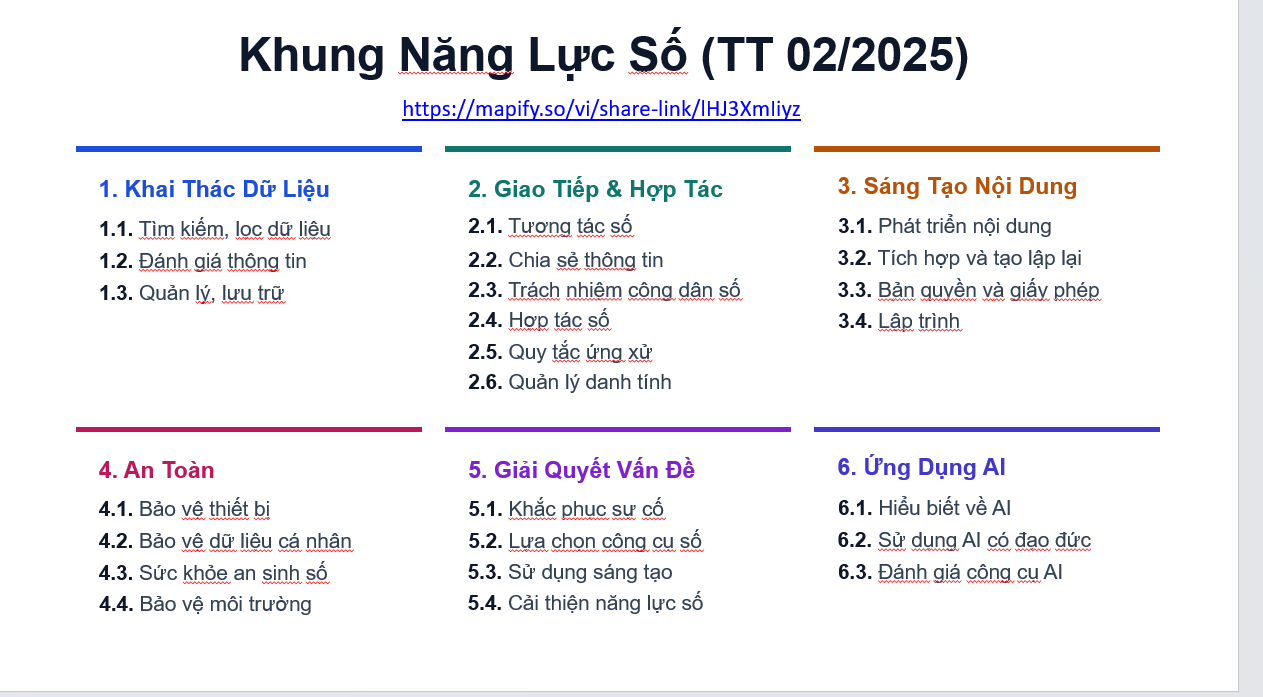 Khung Năng Lực Số (TT 02/2025)
https://mapify.so/vi/share-link/lHJ3XmIiyz
1. Khai Thác Dữ Liệu
1.1. Tìm kiếm, lọc dữ liệu
1.2. Đánh giá thông tin
1.3. Quản lý, lưu trữ
2. Giao Tiếp & Hợp Tác
2.1. Tương tác số
2.2. Chia sẻ thông tin
2.3. Trách nhiệm công dân số
2.4. Hợp tác số
2.5. Quy tắc ứng xử
2.6. Quản lý danh tính
3. Sáng Tạo Nội Dung
3.1. Phát triển nội dung
3.2. Tích hợp và tạo lập lại
3.3. Bản quyền và giấy phép
3.4. Lập trình
4. An Toàn
4.1. Bảo vệ thiết bị
4.2. Bảo vệ dữ liệu cá nhân
4.3. Sức khỏe an sinh số
4.4. Bảo vệ môi trường
5. Giải Quyết Vấn Đề
5.1. Khắc phục sự cố
5.2. Lựa chọn công cụ số
5.3. Sử dụng sáng tạo
5.4. Cải thiện năng lực số
6. Ứng Dụng AI
6.1. Hiểu biết về AI
6.2. Sử dụng AI có đạo đức
6.3. Đánh giá công cụ AI